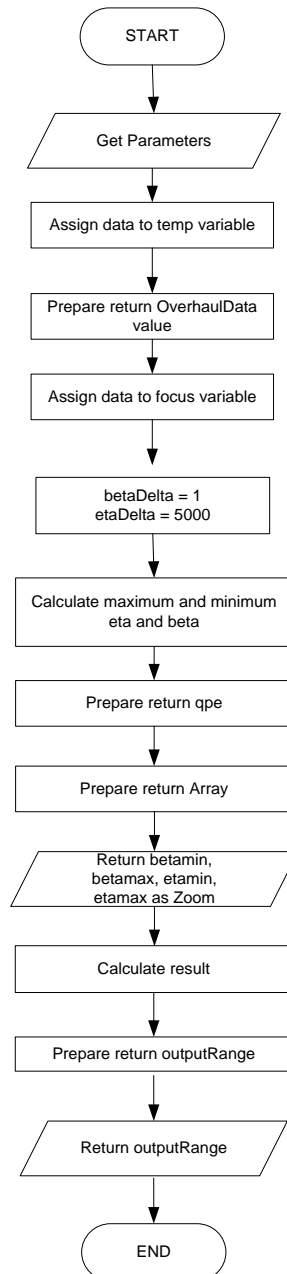 START
Get Parameters
Assign data to temp variable
Prepare return OverhaulData
value
Assign data to focus variable
betaDelta = 1
etaDelta = 5000
Calculate maximum and minimum
eta and beta
Prepare return qpe
Prepare return Array
Return betamin,
betamax, etamin,
etamax as Zoom
Calculate result
Prepare return outputRange
Return outputRange
END